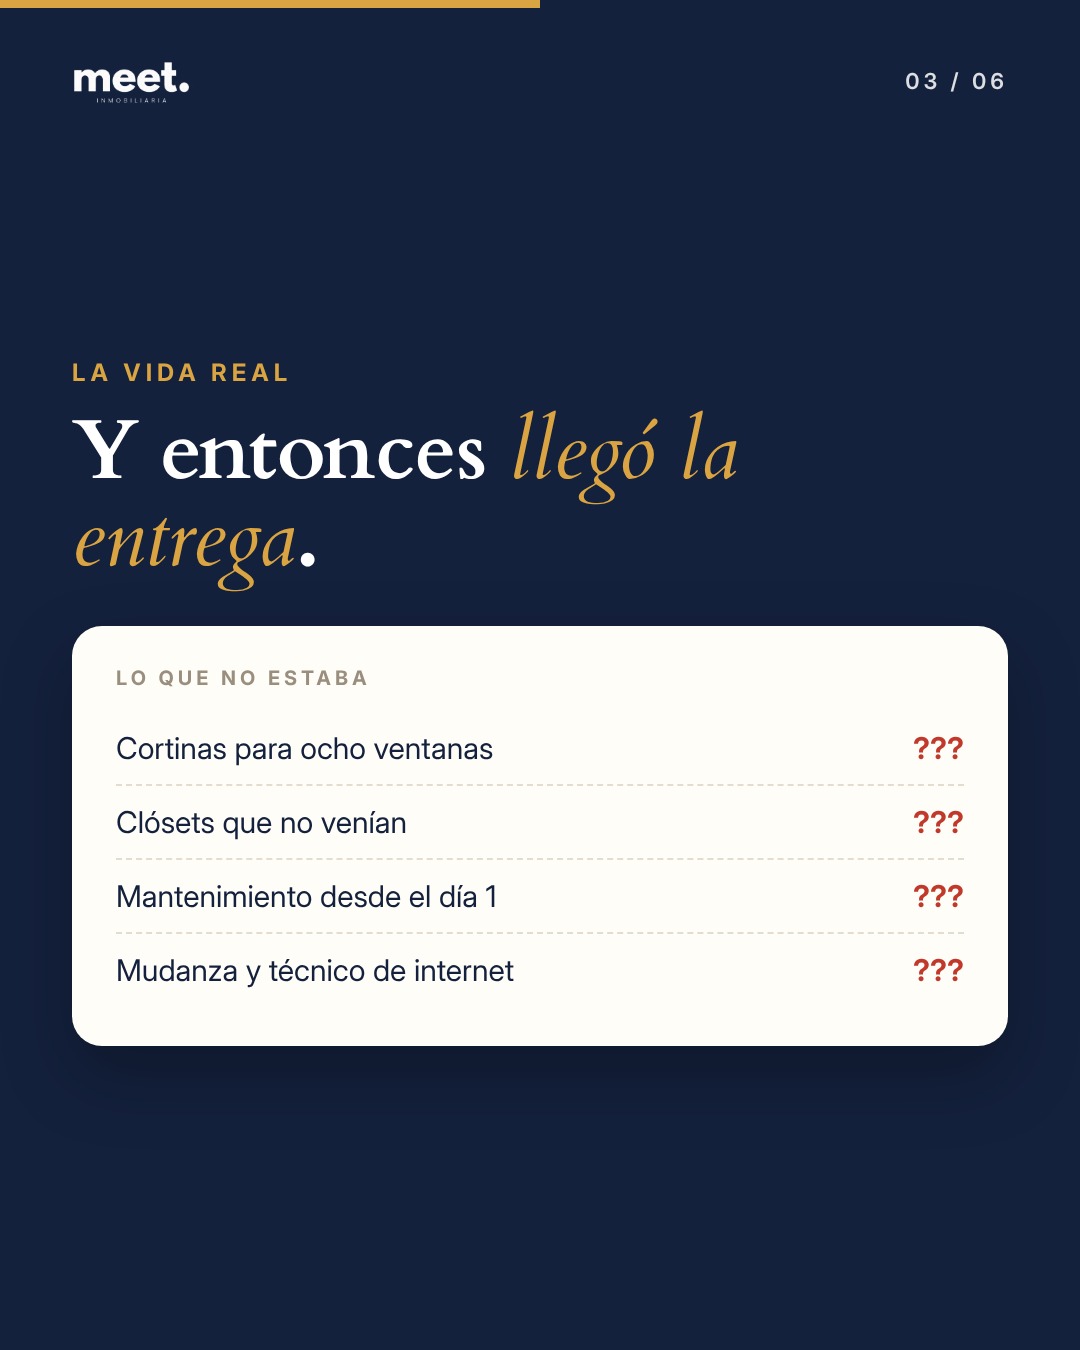 meet.
INMOBILIARIA
03 / 06
LA VIDA REAL
Y entonces llegó la
entrega.
LO QUE NO ESTABA
Cortinas para ocho ventanas ???
Clósets que no venían ???
Mantenimiento desde el día 1 ???
Mudanza y técnico de internet ???